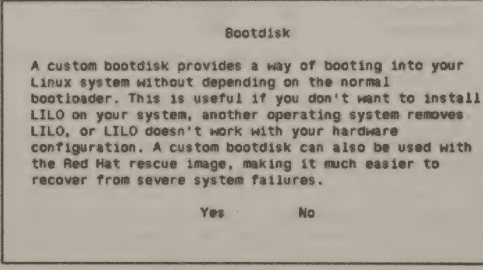 Bootdisk
A custom bootdisk provides a way of booting into your
Linux system without depending on the normal
bootloader. This is useful if you don't want to install
LILO on your system, another operating system removes
LILO, or LILO doesn't work with your hardware
configuration. A custom bootdisk can also be used with
the Red Hat rescue image, making it much easier to
recover from severe system failures.
Yes No